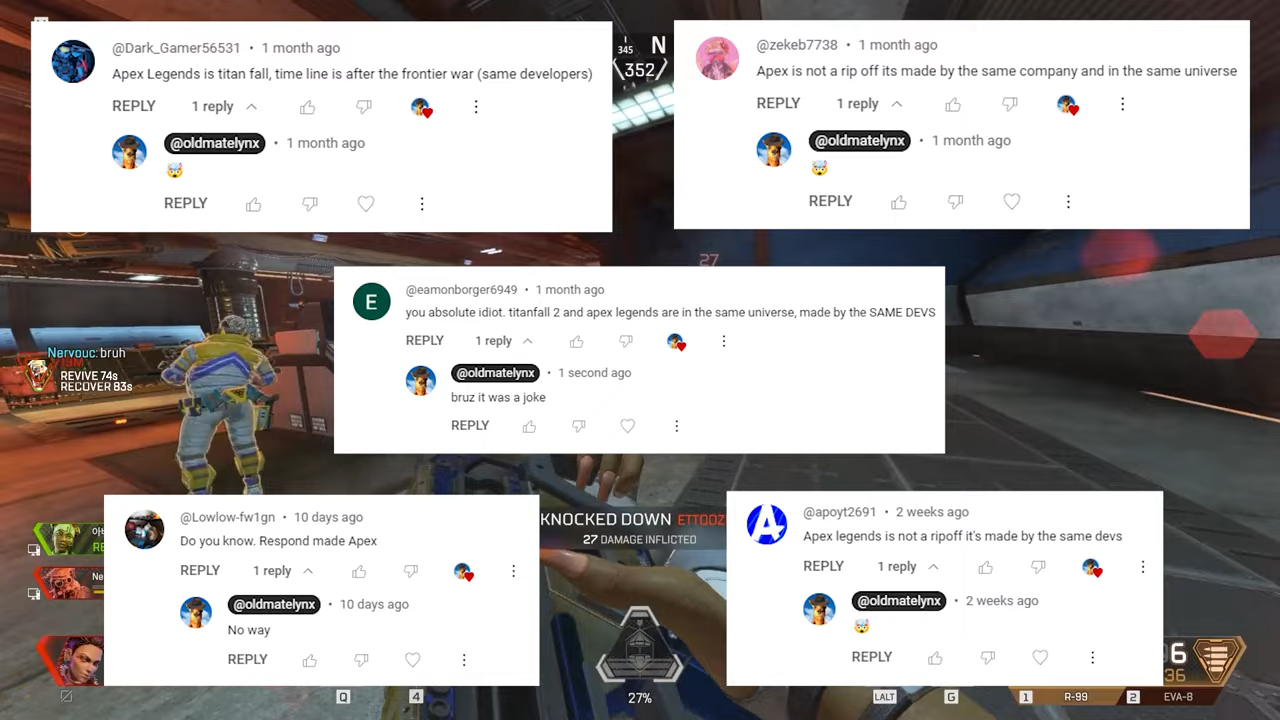 @Dark_Gamer56531 • 1 month ago
Apex Legends is titan fall, time line is after the frontier war (same developers)
REPLY 1 reply
@oldmatelynx • 1 month ago
🤯
REPLY
345 N
352
@zekeb7738 • 1 month ago
Apex is not a rip off its made by the same company and in the same universe
REPLY 1 reply
@oldmatelynx • 1 month ago
🤯
REPLY
27
@eamonborger6949 • 1 month ago
E
you absolute idiot. titanfall 2 and apex legends are in the same universe, made by the SAME DEVS
REPLY 1 reply
@oldmatelynx • 1 second ago
bruz it was a joke
REPLY
Nervouc: bruh
REVIVE 74s
RECOVER 83s
@Lowlow-fw1gn • 10 days ago
Do you know. Respond made Apex
REPLY 1 reply
@oldmatelynx • 10 days ago
No way
REPLY
KNOCKED DOWN ETTOOZ
27 DAMAGE INFLICTED
@apoyt2691 • 2 weeks ago
Apex legends is not a ripoff it's made by the same devs
REPLY 1 reply
@oldmatelynx • 2 weeks ago
🤯
REPLY
6
36
27%
Q 4 LALT G 1 R-99 2 EVA-8